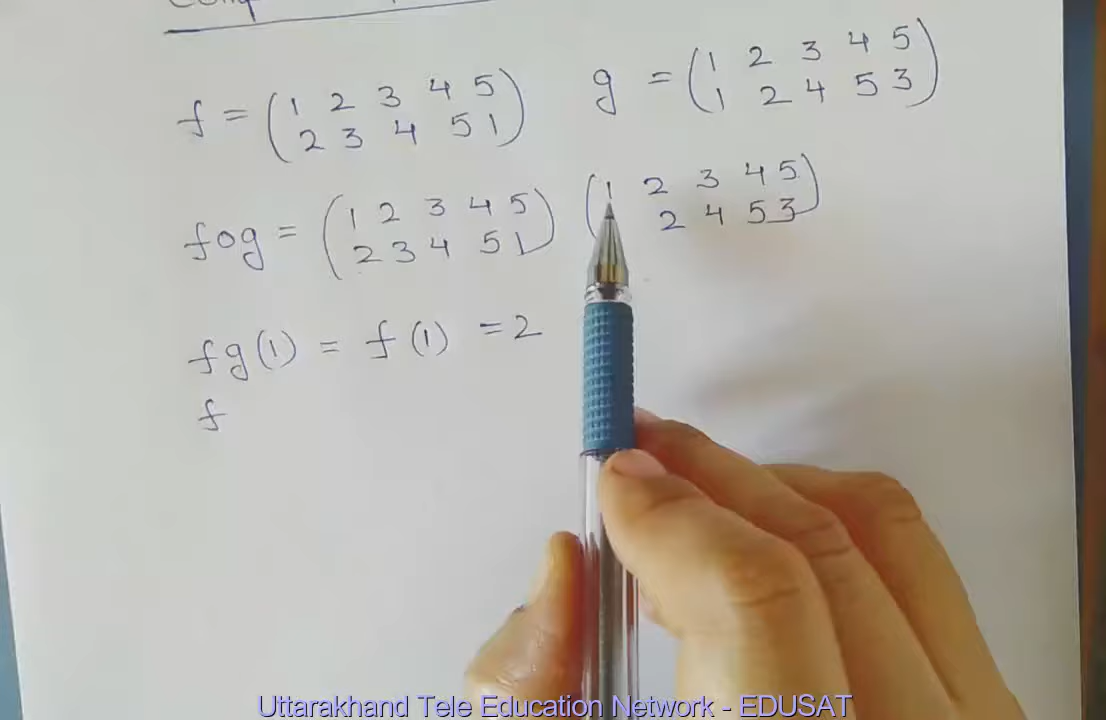 f = (1 2 3 4 5) g = (1 2 3 4 5)
(2 3 4 5 1) (1 2 4 5 3)
fog = (1 2 3 4 5) (1 2 3 4 5)
(2 3 4 5 1) ( 2 4 5 3)
fg(1) = f(1) = 2
f
Uttarakhand Tele Education Network - EDUSAT